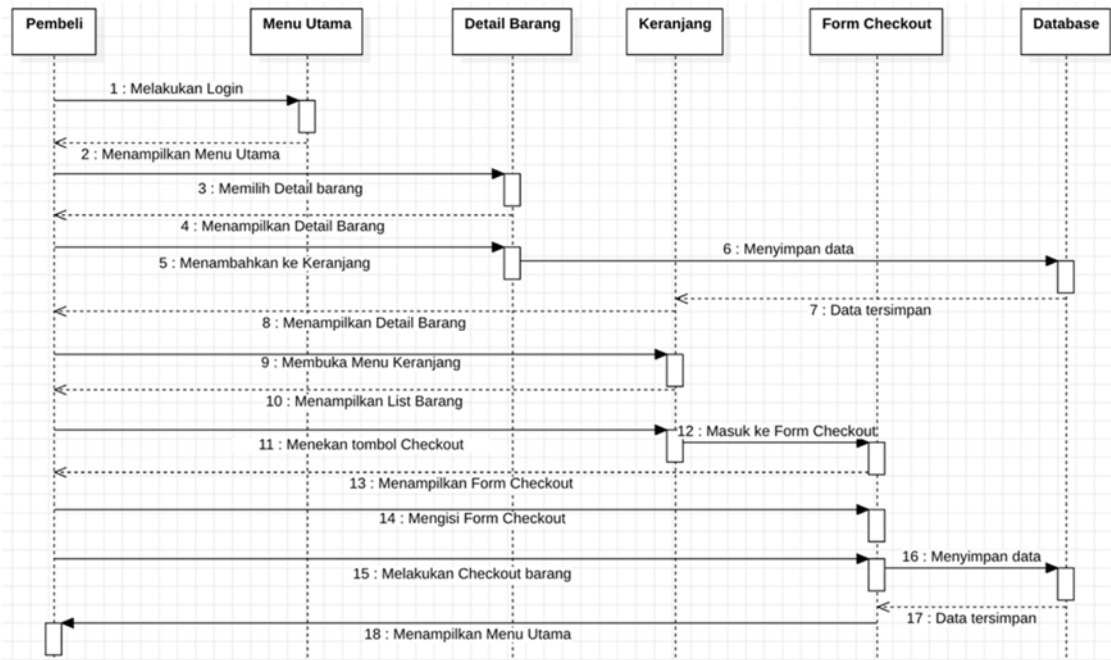 Pembeli
Menu Utama
Detail Barang
Keranjang
Form Checkout
Database
1 : Melakukan Login
2 : Menampilkan Menu Utama
3 : Memilih Detail barang
4 : Menampilkan Detail Barang
5 : Menambahkan ke Keranjang
6 : Menyimpan data
7 : Data tersimpan
8 : Menampilkan Detail Barang
9 : Membuka Menu Keranjang
10 : Menampilkan List Barang
11 : Menekan tombol Checkout
12 : Masuk ke Form Checkout
13 : Menampilkan Form Checkout
14 : Mengisi Form Checkout
15 : Melakukan Checkout barang
16 : Menyimpan data
17 : Data tersimpan
18 : Menampilkan Menu Utama